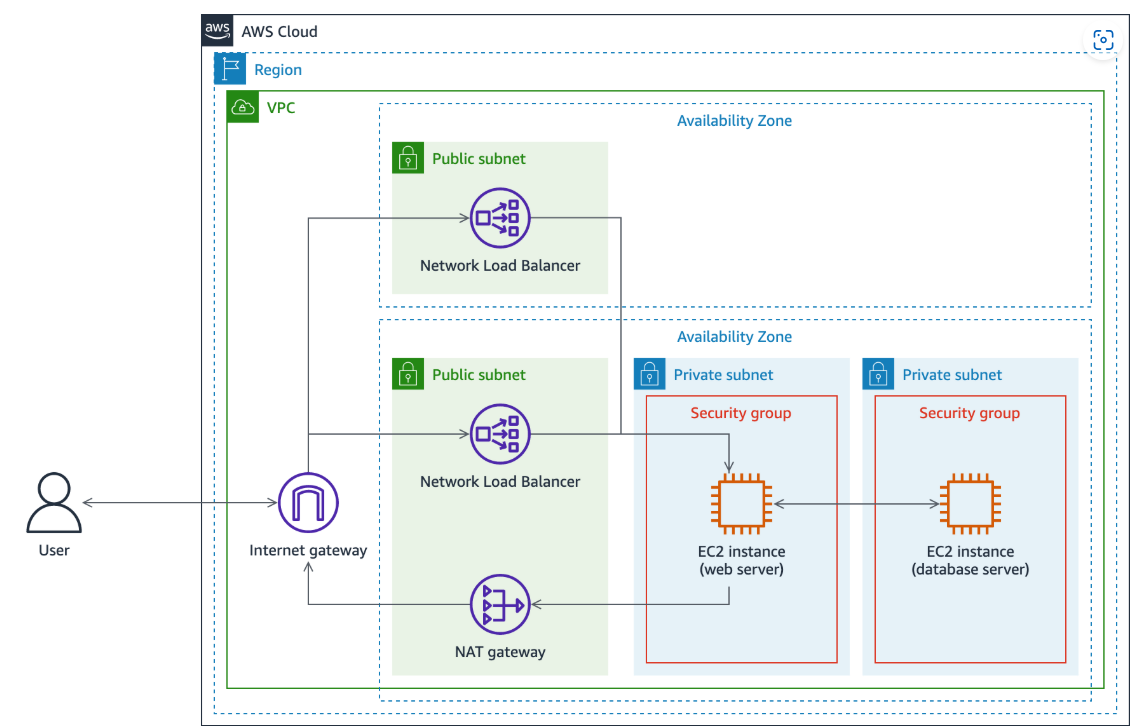 aws
AWS Cloud
Region
VPC
Availability Zone
Public subnet
Network Load Balancer
Availability Zone
Public subnet
Private subnet
Private subnet
Security group
Security group
Network Load Balancer
User
Internet gateway
EC2 instance
(web server)
EC2 instance
(database server)
NAT gateway